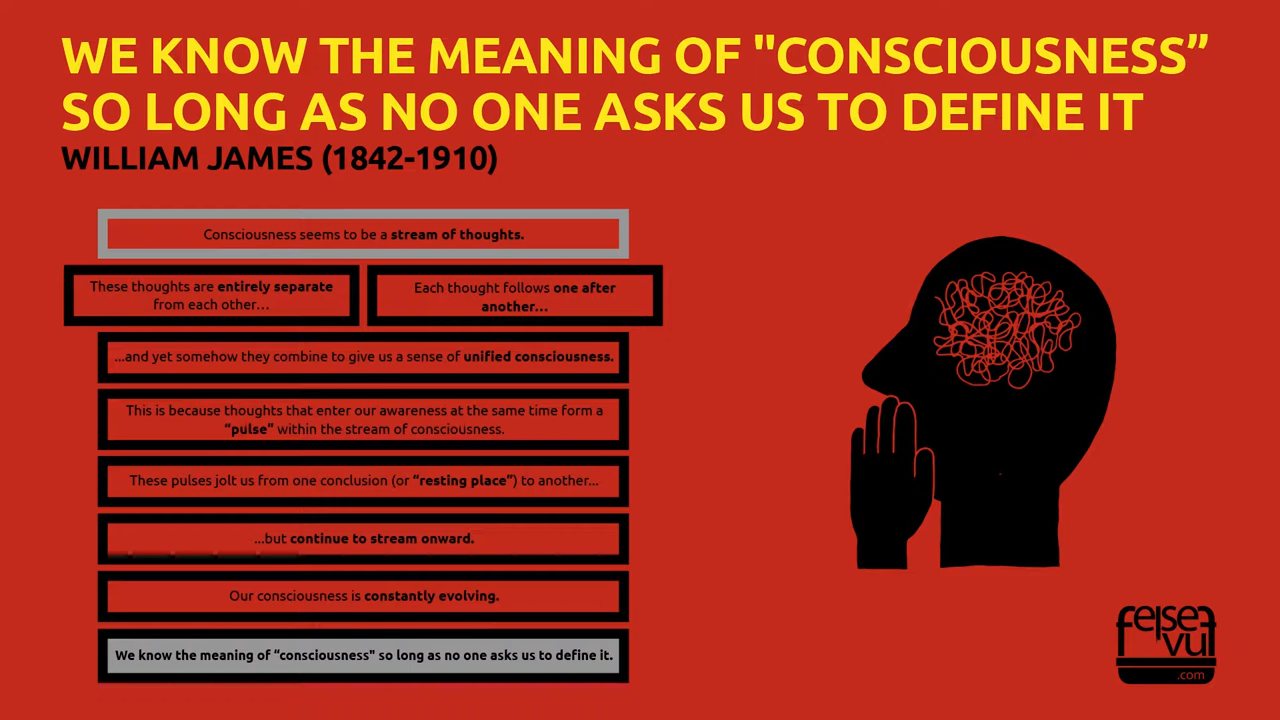 WE KNOW THE MEANING OF "CONSCIOUSNESS”
SO LONG AS NO ONE ASKS US TO DEFINE IT
WILLIAM JAMES (1842-1910)
Consciousness seems to be a stream of thoughts.
These thoughts are entirely separate
from each other…
Each thought follows one after
another…
...and yet somehow they combine to give us a sense of unified consciousness.
This is because thoughts that enter our awareness at the same time form a
“pulse” within the stream of consciousness.
These pulses jolt us from one conclusion (or “resting place”) to another...
...but continue to stream onward.
Our consciousness is constantly evolving.
We know the meaning of “consciousness" so long as no one asks us to define it.
felsef
vuf
.com